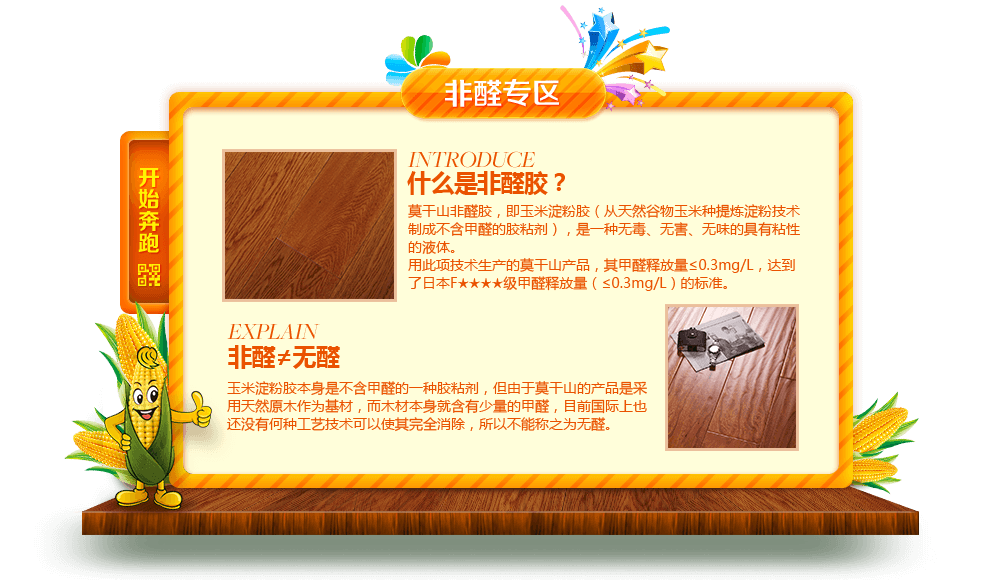 非醛专区
开始奔跑
INTRODUCE
什么是非醛胶？
莫干山非醛胶，即玉米淀粉胶（从天然谷物玉米种提炼淀粉技术
制成不含甲醛的胶粘剂），是一种无毒、无害、无味的具有粘性
的液体。
用此项技术生产的莫干山产品，其甲醛释放量≤0.3mg/L，达到
了日本F★★★★级甲醛释放量（≤0.3mg/L）的标准。
EXPLAIN
非醛≠无醛
玉米淀粉胶本身是不含甲醛的一种胶粘剂，但由于莫干山的产品是采
用天然原木作为基材，而木材本身就含有少量的甲醛，目前国际上也
还没有何种工艺技术可以使其完全消除，所以不能称之为无醛。